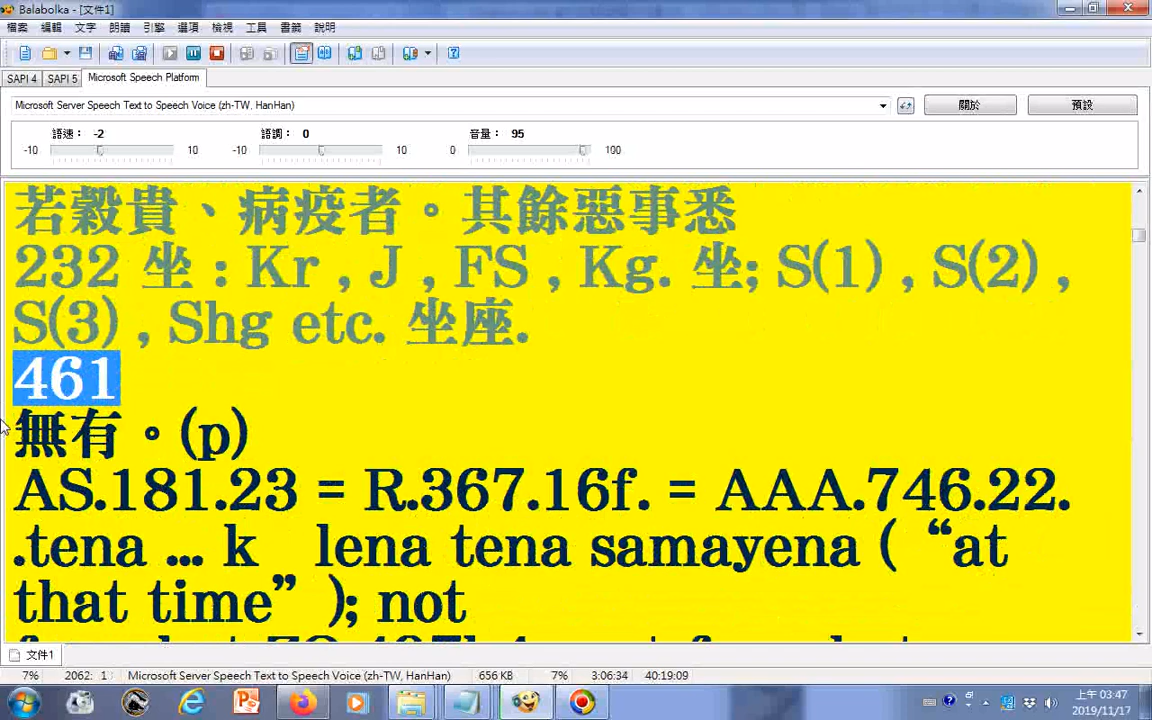 Balabolka - [文件1]
檔案 編輯 文字 朗讀 引擎 選項 檢視 工具 書籤 說明
SAPI 4 SAPI 5 Microsoft Speech Platform
Microsoft Server Speech Text to Speech Voice (zh-TW, HanHan) 關於 預設
語速： -2 語調： 0 音量： 95
-10 10 -10 10 0 100
若穀貴、病疫者。其餘惡事悉
232 坐 : Kr , J , FS , Kg. 坐; S(1) , S(2) ,
S(3) , Shg etc. 坐座.
461
無有。(p)
AS.181.23 = R.367.16f. = AAA.746.22.
.tena ... k lena tena samayena ( “at
that time” ); not
文件1
7% 2062: 1 Microsoft Server Speech Text to Speech Voice (zh-TW, HanHan) 656 KB 7% 3:06:34 40:19:09
上午 03:47
2019/11/17